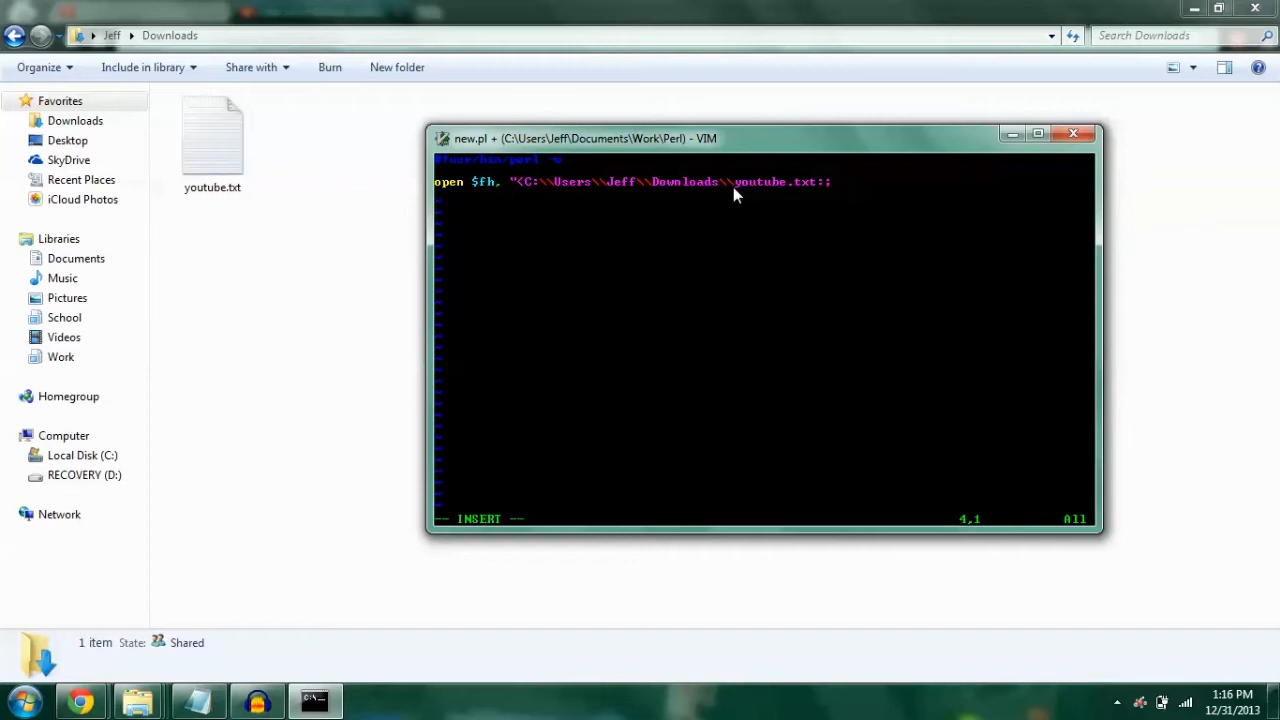 Jeff
Downloads
Search Downloads
Organize
Include in library
Share with
Burn
New folder
Favorites
Downloads
Desktop
SkyDrive
Recent Places
iCloud Photos
Libraries
Documents
Music
Pictures
School
Videos
Work
Homegroup
Computer
Local Disk (C:)
RECOVERY (D:)
Network
youtube.txt
new.pl + (C:\Users\Jeff\Documents\Work\Perl) - VIM
#!usr/bin/perl -w
open $fh, "<C:\\Users\\Jeff\\Downloads\\youtube.txt:;
-- INSERT --
4,1
All
1 item
State:
Shared
1:16 PM
12/31/2013